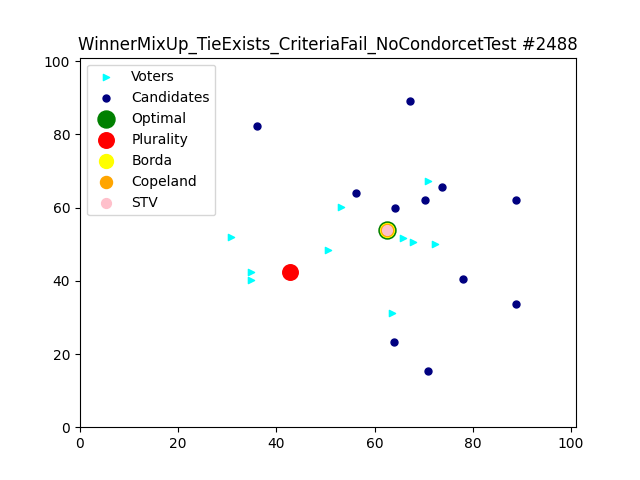 WinnerMixUp_TieExists_CriteriaFail_NoCondorcetTest #2488
100
80
60
40
20
0
0
20
40
60
80
100
Voters
Candidates
Optimal
Plurality
Borda
Copeland
STV